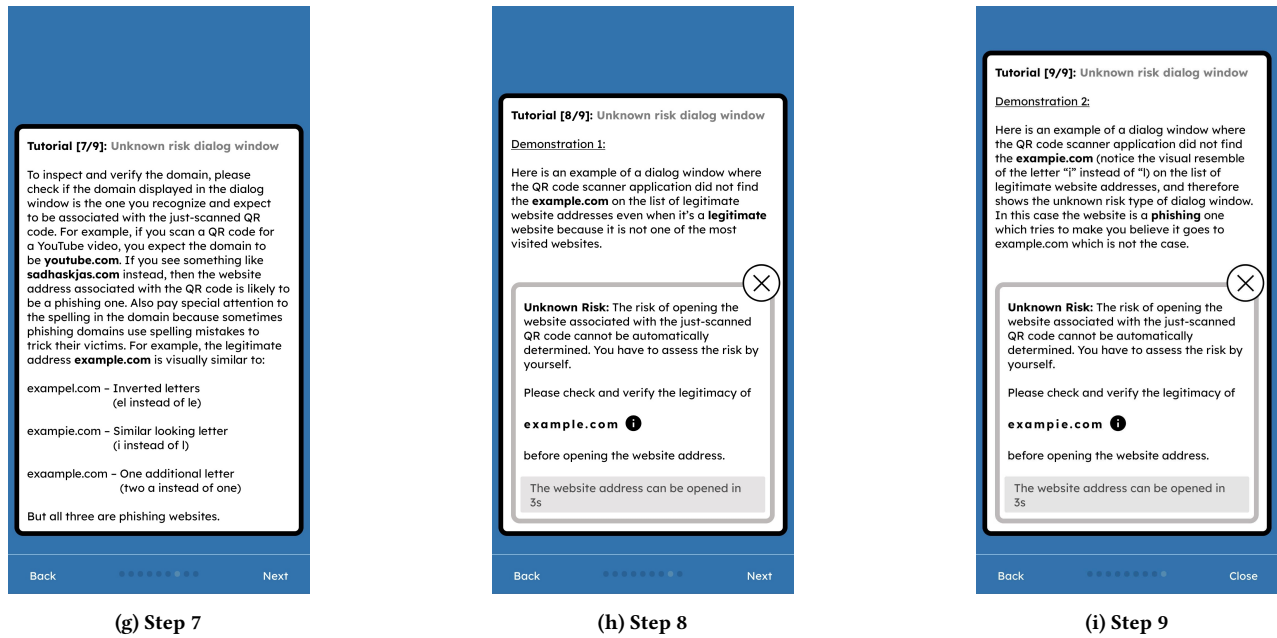 Tutorial [7/9]: Unknown risk dialog window
To inspect and verify the domain, please
check if the domain displayed in the dialog
window is the one you recognize and expect
to be associated with the just-scanned QR
code. For example, if you scan a QR code for
a YouTube video, you expect the domain to
be youtube.com. If you see something like
sadhaskjas.com instead, then the website
address associated with the QR code is likely to
be a phishing one. Also pay special attention to
the spelling in the domain because sometimes
phishing domains use spelling mistakes to
trick their victims. For example, the legitimate
address example.com is visually similar to:
exampel.com – Inverted letters
(el instead of le)
exampie.com – Similar looking letter
(i instead of l)
exaample.com – One additional letter
(two a instead of one)
But all three are phishing websites.
Back
Next
(g) Step 7
Tutorial [8/9]: Unknown risk dialog window
Demonstration 1:
Here is an example of a dialog window where
the QR code scanner application did not find
the example.com on the list of legitimate
website addresses even when it's a legitimate
website because it is not one of the most
visited websites.
Unknown Risk: The risk of opening the
website associated with the just-scanned
QR code cannot be automatically
determined. You have to assess the risk by
yourself.
Please check and verify the legitimacy of
example.com i
before opening the website address.
The website address can be opened in
3s
Back
Next
(h) Step 8
Tutorial [9/9]: Unknown risk dialog window
Demonstration 2:
Here is an example of a dialog window where
the QR code scanner application did not find
the exampie.com (notice the visual resemble
of the letter “i” instead of “l) on the list of
legitimate website addresses, and therefore
shows the unknown risk type of dialog window.
In this case the website is a phishing one
which tries to make you believe it goes to
example.com which is not the case.
Unknown Risk: The risk of opening the
website associated with the just-scanned
QR code cannot be automatically
determined. You have to assess the risk by
yourself.
Please check and verify the legitimacy of
exampie.com i
before opening the website address.
The website address can be opened in
3s
Back
Close
(i) Step 9